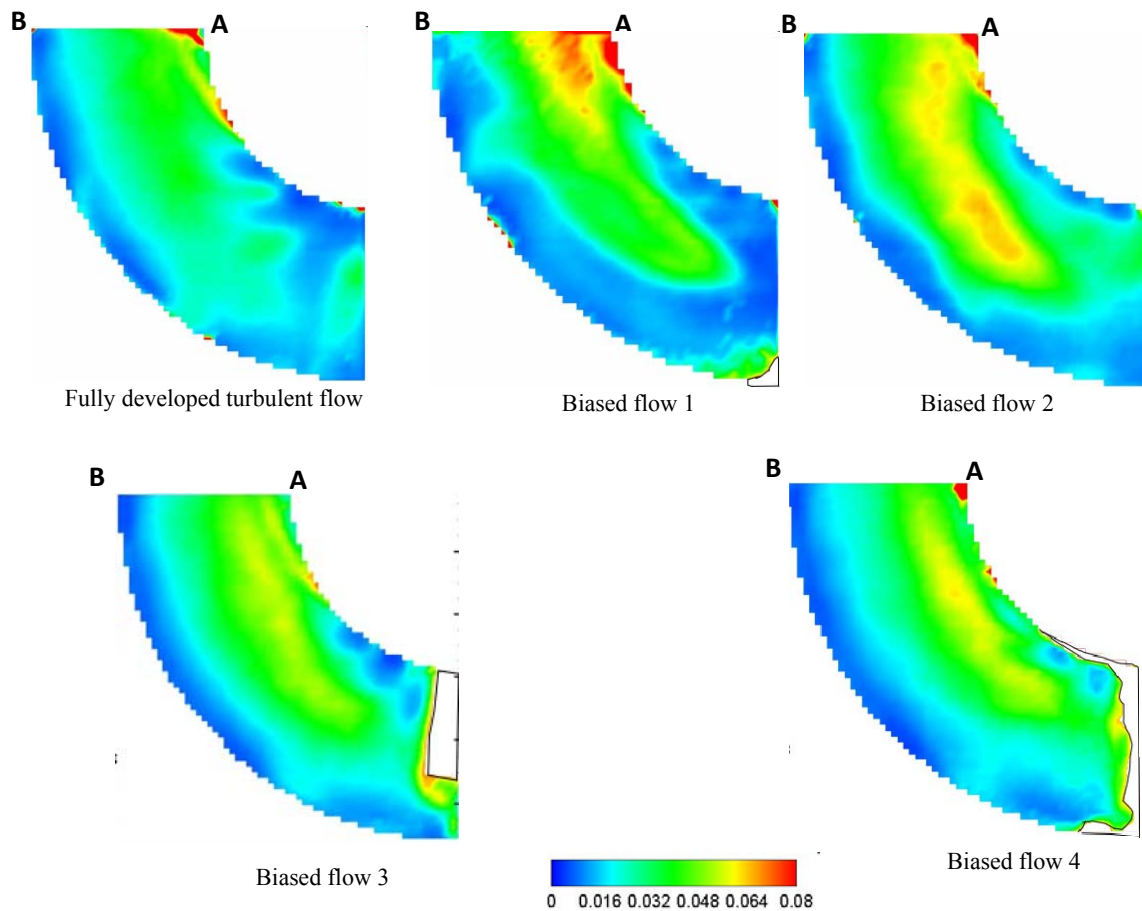 B A B A B A
Fully developed turbulent flow Biased flow 1 Biased flow 2
B A B A
Biased flow 3 Biased flow 4
0 0.016 0.032 0.048 0.064 0.08